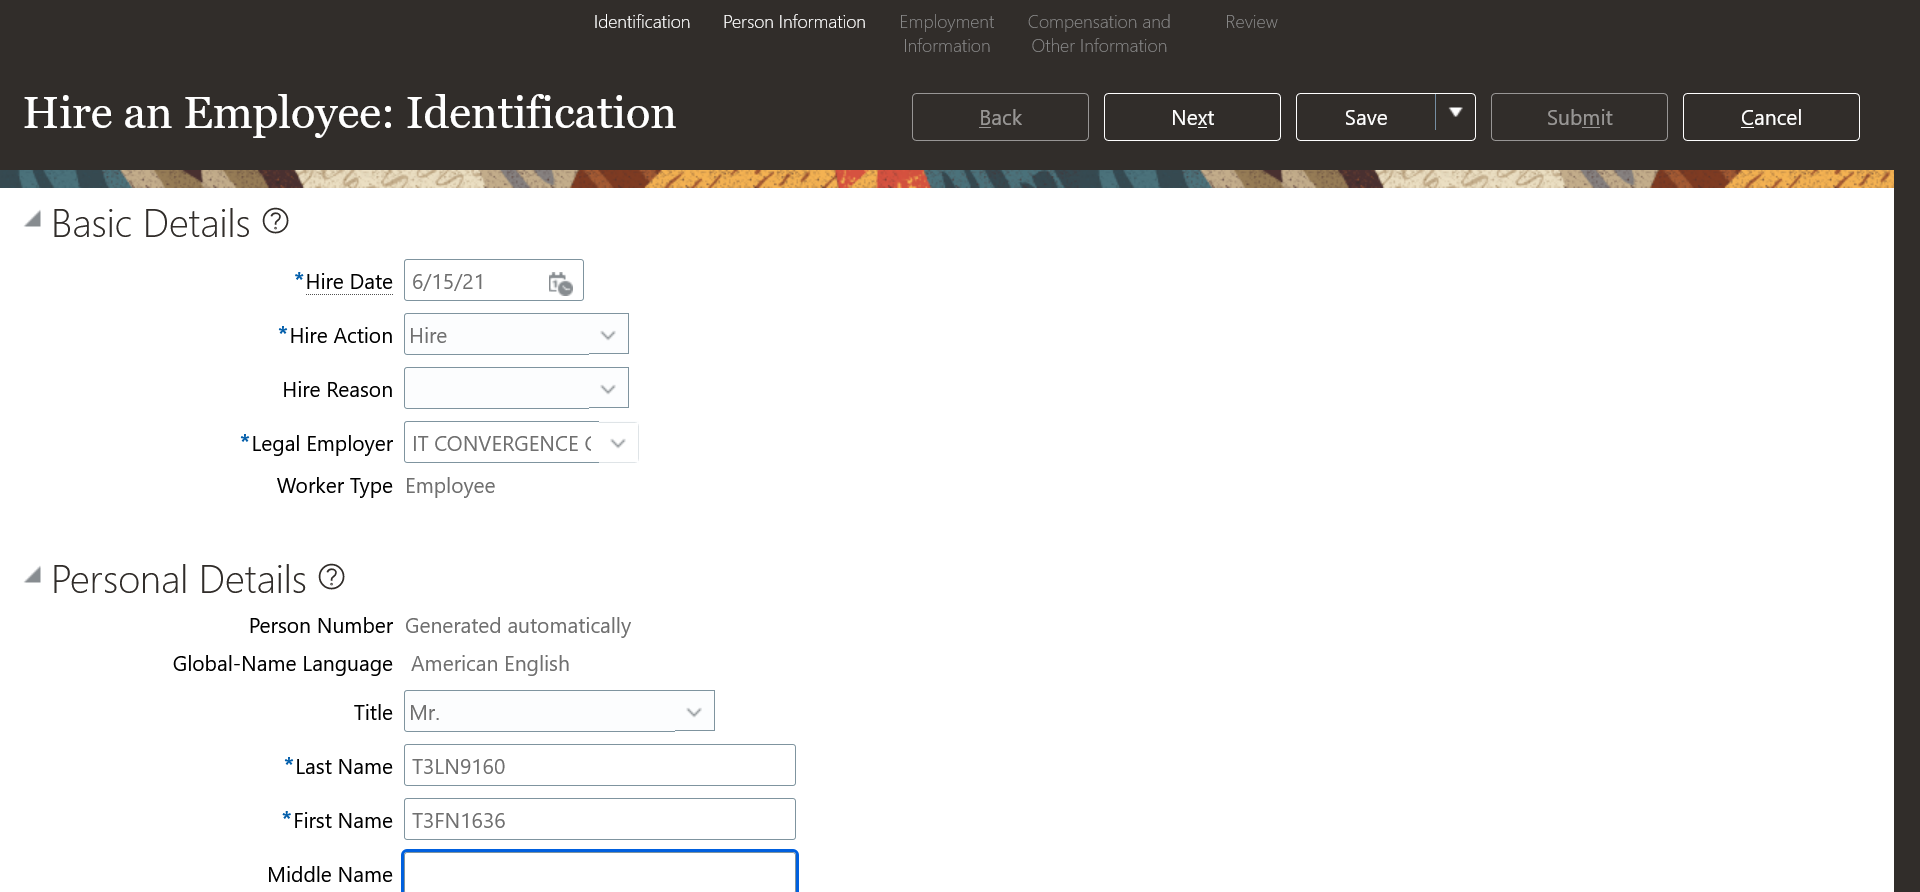 Identification
Person Information
Employment
Information
Compensation and
Other Information
Review
Hire an Employee: Identification
Back
Next
Save
Submit
Cancel
Basic Details
*Hire Date 6/15/21
*Hire Action Hire
Hire Reason
*Legal Employer IT CONVERGENCE
Worker Type Employee
Personal Details
Person Number Generated automatically
Global-Name Language American English
Title Mr.
*Last Name T3LN9160
*First Name T3FN1636
Middle Name